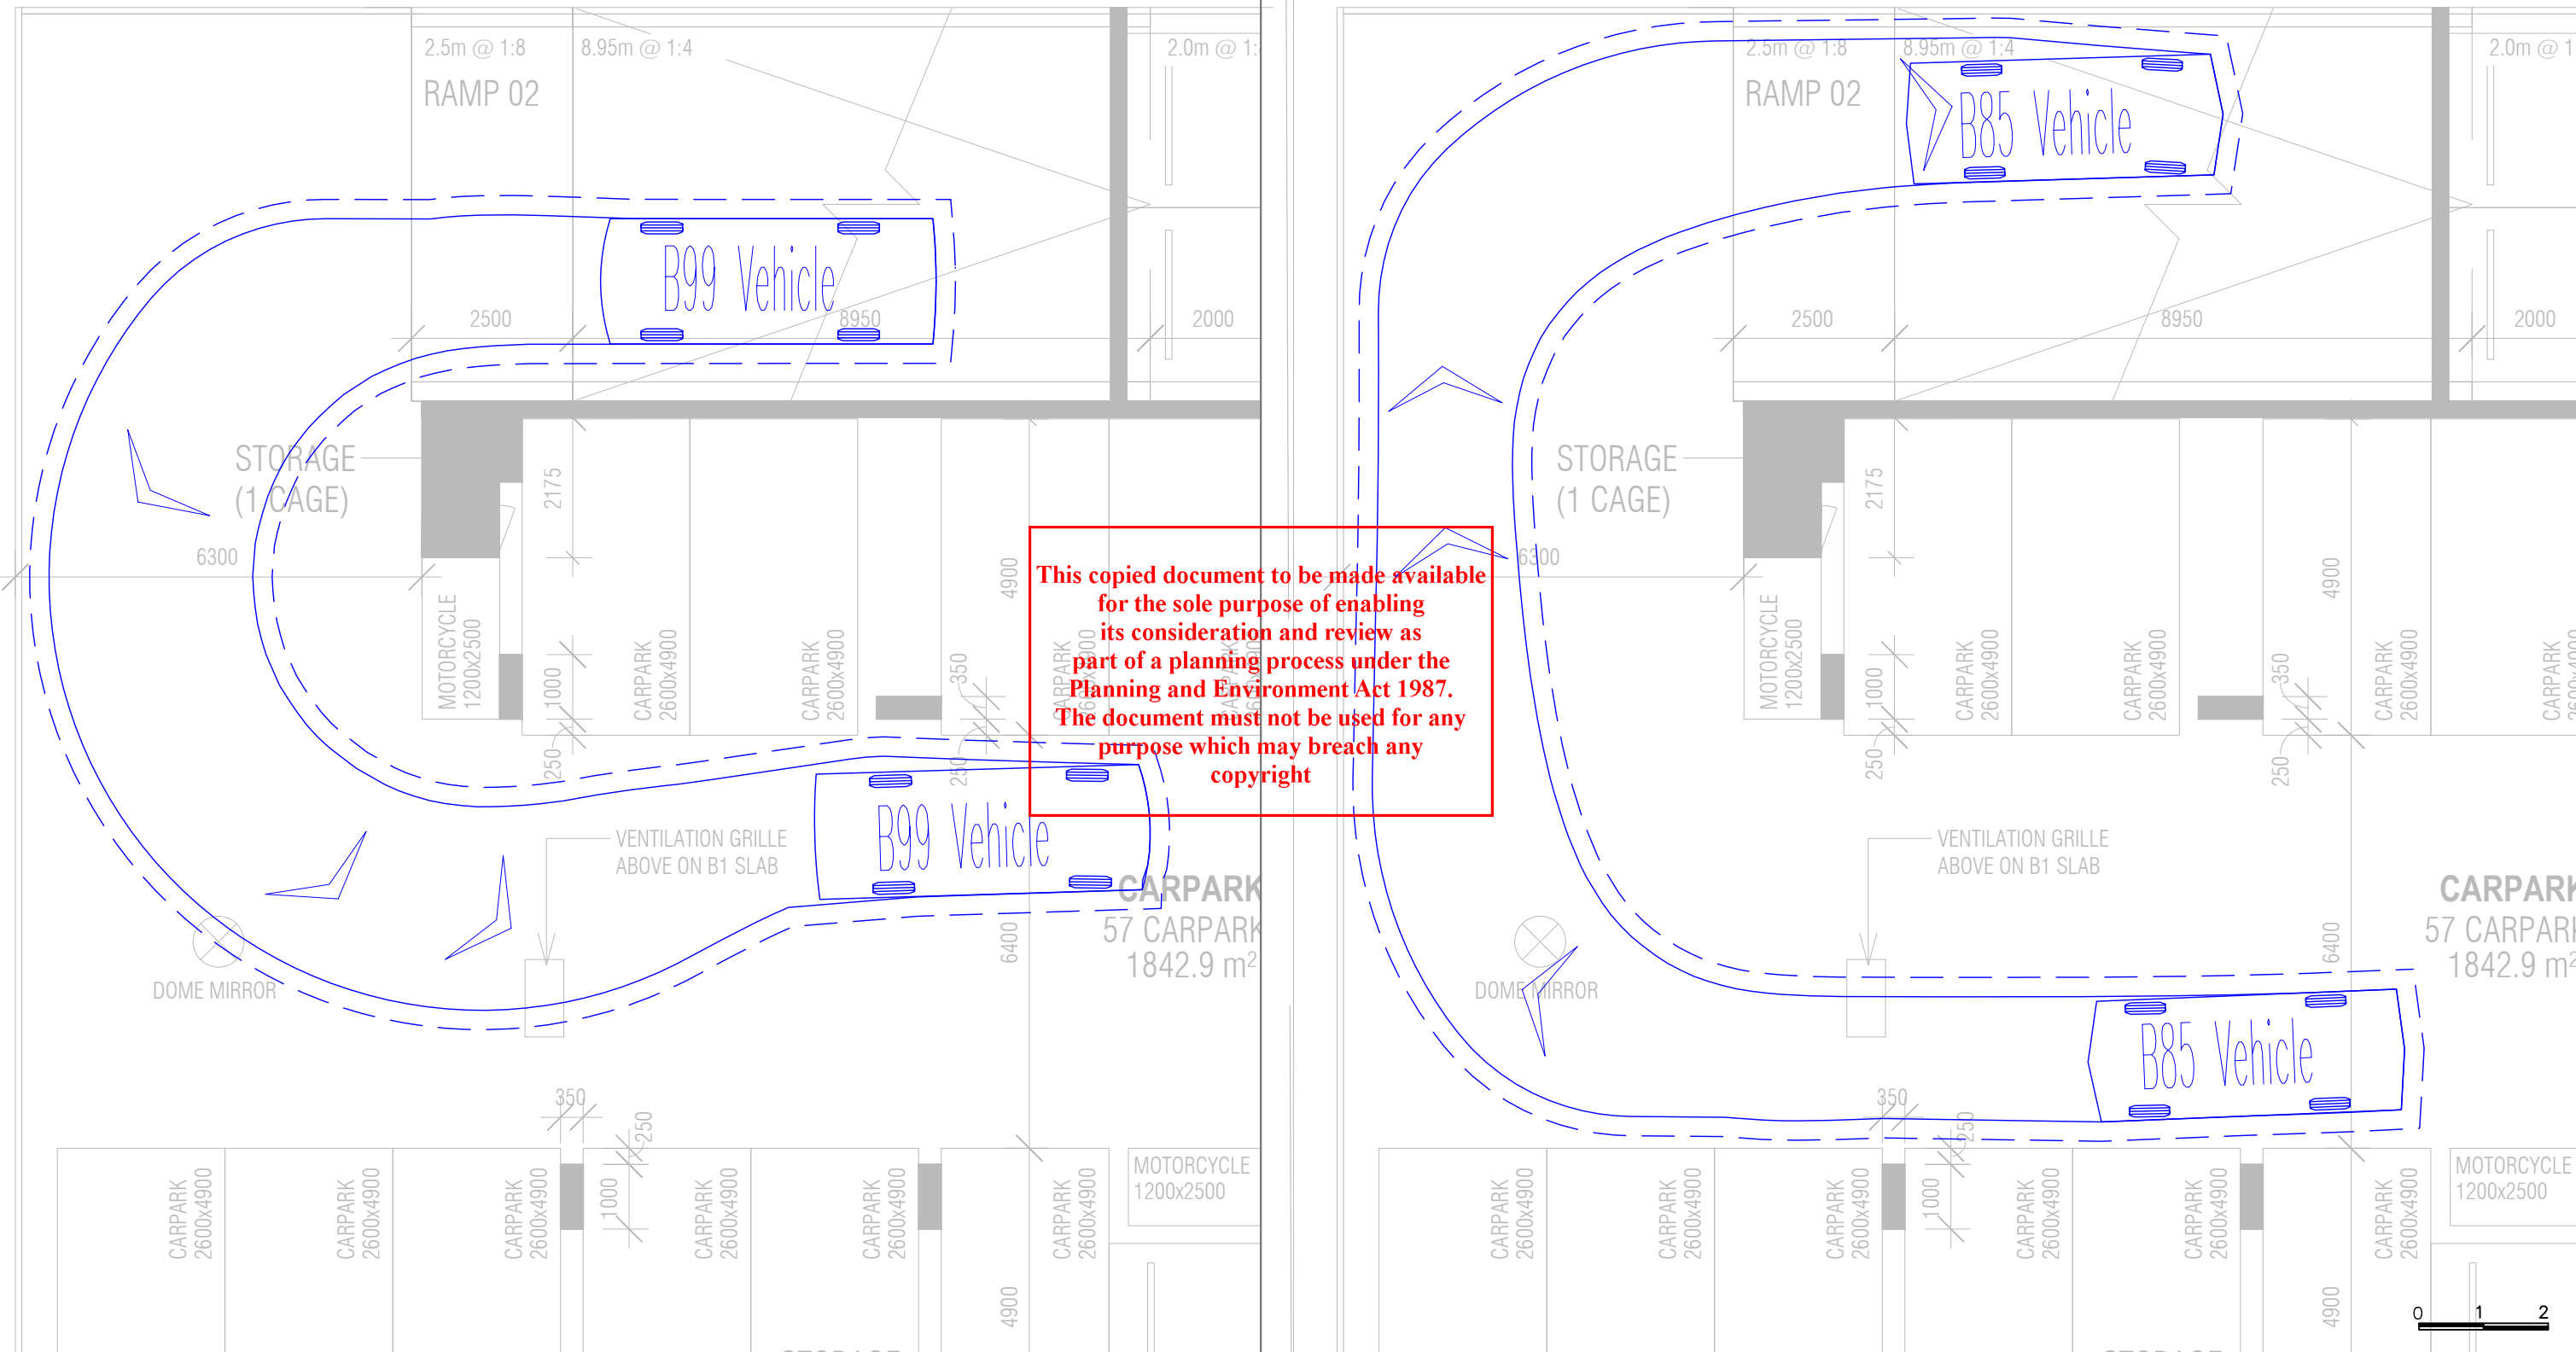 2.5m @ 1:8
8.95m @ 1:4
2.0m @ 1:
RAMP 02
B99 Vehicle
2500
8950
2000
STORAGE
(1 CAGE)
2175
6300
4900
MOTORCYCLE
1200x2500
1000
250
CARPARK
2600x4900
CARPARK
2600x4900
350
250
CARPARK
2600x4900
CARPARK
2600x4900
B99 Vehicle
VENTILATION GRILLE
ABOVE ON B1 SLAB
CARPARK
57 CARPARK
1842.9 m²
6400
DOME MIRROR
350
250
1000
CARPARK
2600x4900
CARPARK
2600x4900
CARPARK
2600x4900
CARPARK
2600x4900
CARPARK
2600x4900
CARPARK
2600x4900
MOTORCYCLE
1200x2500
4900
This copied document to be made available
for the sole purpose of enabling
its consideration and review as
part of a planning process under the
Planning and Environment Act 1987.
The document must not be used for any
purpose which may breach any
copyright
2.5m @ 1:8
8.95m @ 1:4
2.0m @ 1
RAMP 02
B85 Vehicle
2500
8950
2000
STORAGE
(1 CAGE)
2175
6300
4900
MOTORCYCLE
1200x2500
1000
250
CARPARK
2600x4900
CARPARK
2600x4900
350
250
CARPARK
2600x4900
CARPARK
VENTILATION GRILLE
ABOVE ON B1 SLAB
CARPARK
57 CARPARK
1842.9 m²
6400
DOME MIRROR
B85 Vehicle
350
250
1000
CARPARK
2600x4900
CARPARK
2600x4900
CARPARK
2600x4900
CARPARK
2600x4900
CARPARK
2600x4900
CARPARK
2600x4900
MOTORCYCLE
1200x2500
4900
0 1 2